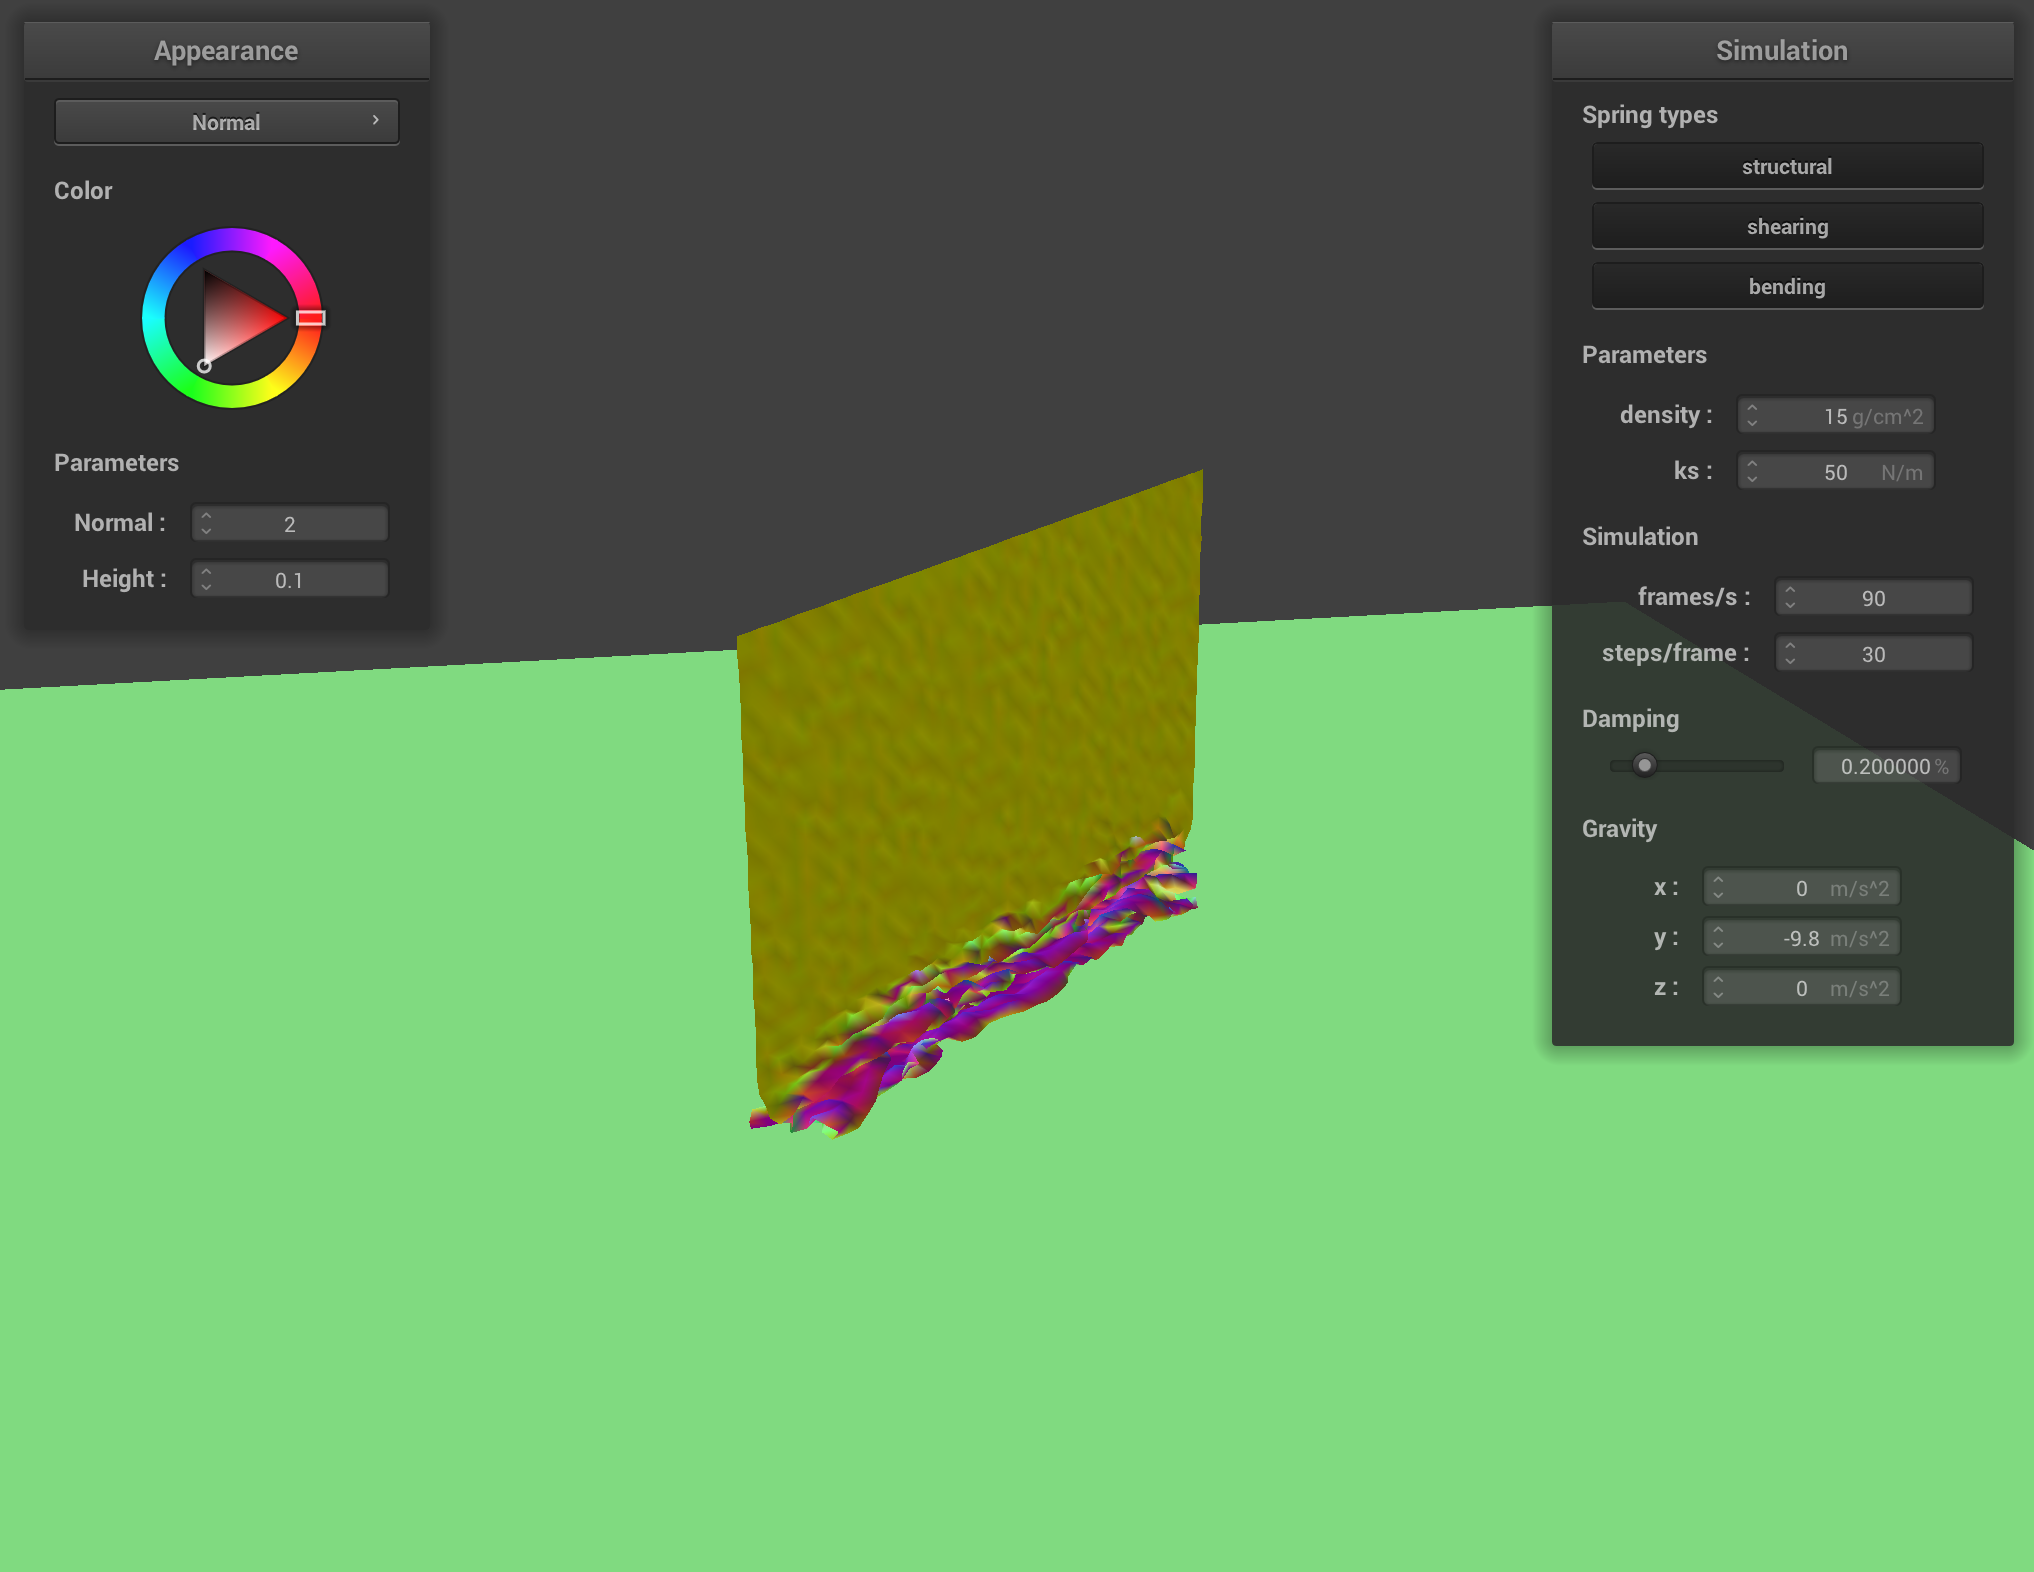 Appearance
Normal
Color
Parameters
Normal : 2
Height : 0.1
Simulation
Spring types
structural
shearing
bending
Parameters
density : 15 g/cm^2
ks : 50 N/m
Simulation
frames/s : 90
steps/frame : 30
Damping
0.200000 %
Gravity
x : 0 m/s^2
y : -9.8 m/s^2
z : 0 m/s^2